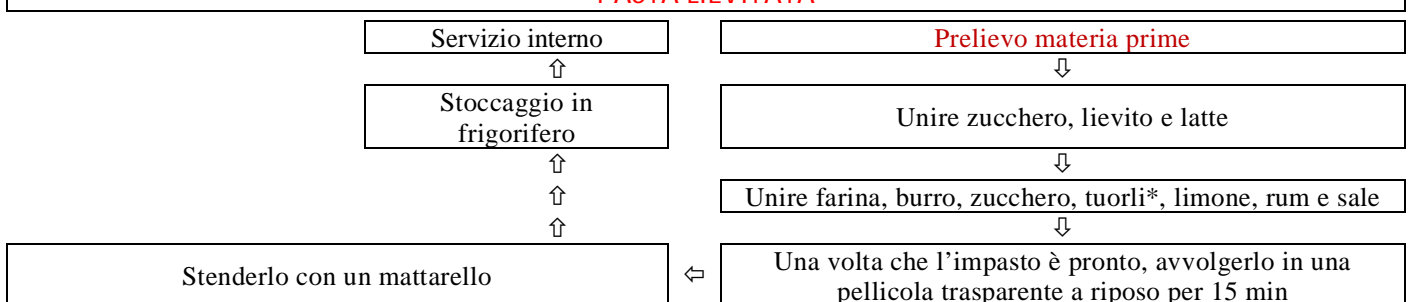 PASTA LIEVITATA
Servizio interno
Prelievo materia prime
⇧
⇩
Stoccaggio in
frigorifero
Unire zucchero, lievito e latte
⇧
⇩
⇧
Unire farina, burro, zucchero, tuorli*, limone, rum e sale
⇧
⇩
Stenderlo con un mattarello
⇦
Una volta che l’impasto è pronto, avvolgerlo in una
pellicola trasparente a riposo per 15 min